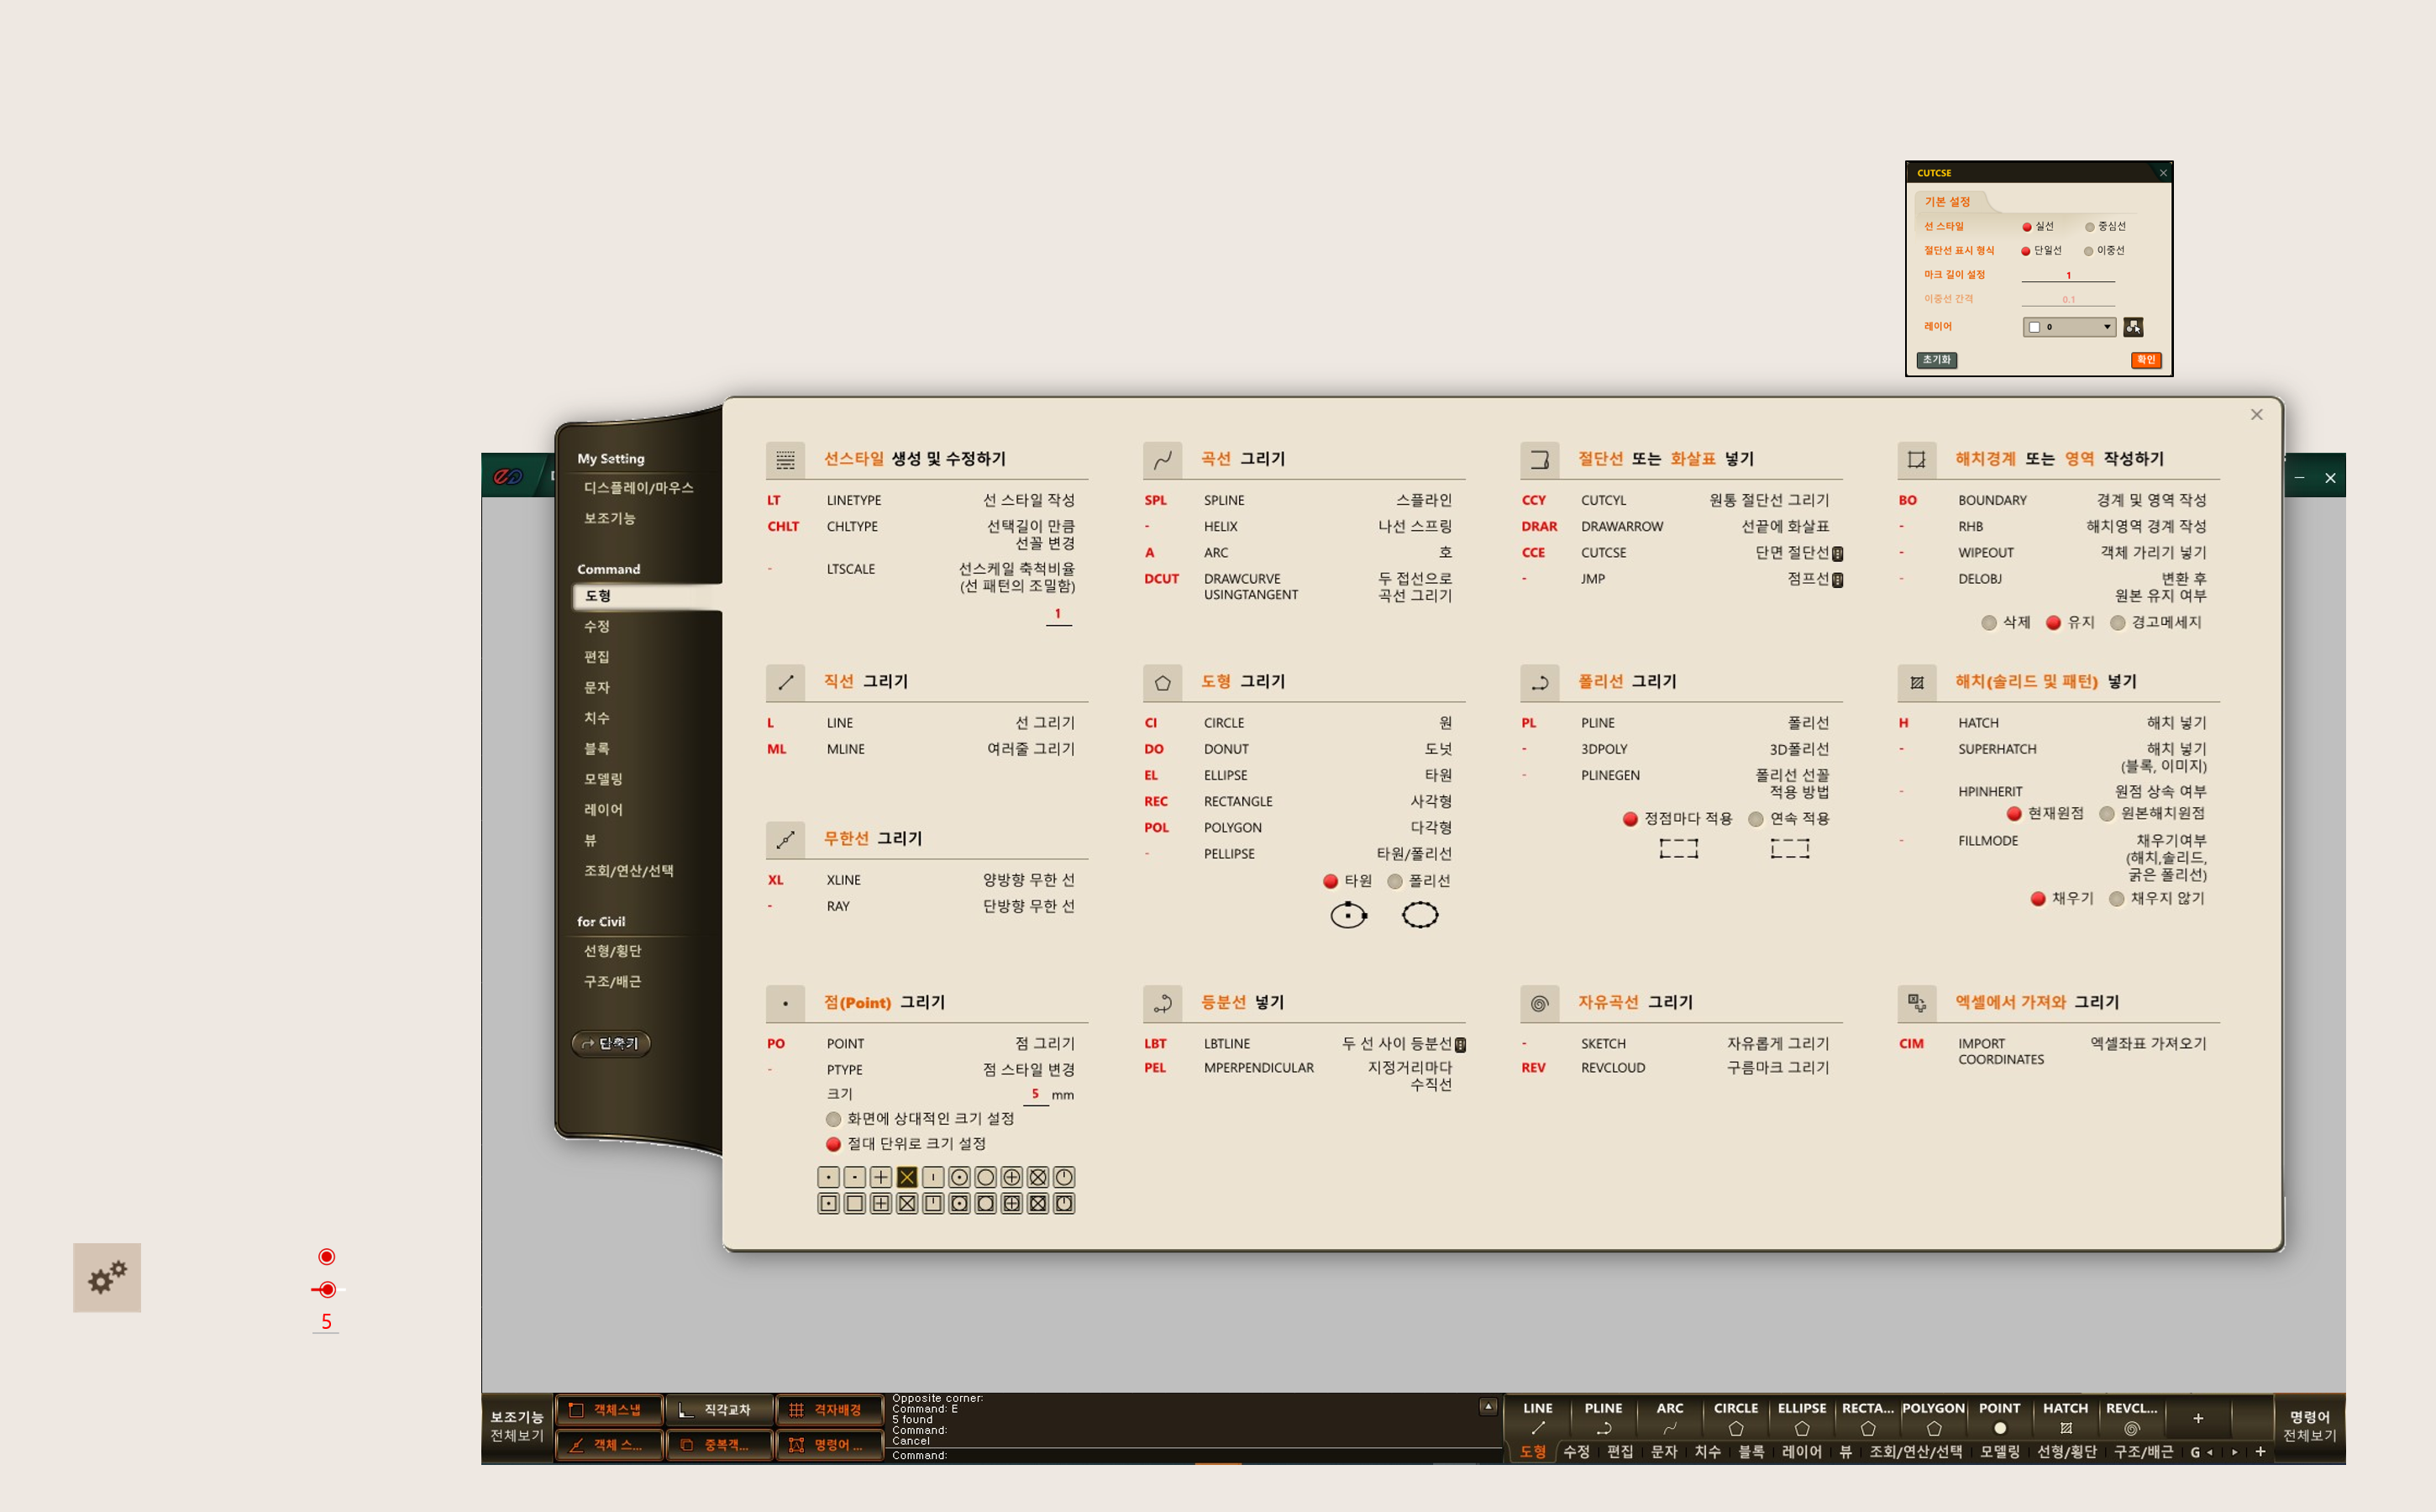 CUTCSE
기본 설정
선 스타일 실선 중심선
절단선 표시 형식 단일선 이중선
마크 길이 설정 1
이중선 간격 0.1
레이어 0
초기화 확인
My Setting
디스플레이/마우스
보조기능
Command
도형
수정
편집
문자
치수
블록
모델링
레이어
뷰
조회/연산/선택
for Civil
선형/횡단
구조/배근
선스타일 생성 및 수정하기
LT LINETYPE 선 스타일 작성
CHLT CHLTYPE 선택길이 만큼
선꼴 변경
- LTSCALE 선스케일 축척비율
(선 패턴의 조밀함)
1
곡선 그리기
SPL SPLINE 스플라인
- HELIX 나선 스프링
A ARC 호
DCUT DRAWCURVE 두 접선으로
USINGTANGENT 곡선 그리기
절단선 또는 화살표 넣기
CCY CUTCYL 원통 절단선 그리기
DRAR DRAWARROW 선끝에 화살표
CCE CUTCSE 단면 절단선
- JMP 점프선
해치경계 또는 영역 작성하기
BO BOUNDARY 경계 및 영역 작성
- RHB 해치영역 경계 작성
- WIPEOUT 객체 가리기 넣기
- DELOBJ 변환 후
원본 유지 여부
삭제 유지 경고메세지
직선 그리기
L LINE 선 그리기
ML MLINE 여러줄 그리기
무한선 그리기
XL XLINE 양방향 무한 선
- RAY 단방향 무한 선
도형 그리기
CI CIRCLE 원
DO DONUT 도넛
EL ELLIPSE 타원
REC RECTANGLE 사각형
POL POLYGON 다각형
- PELLIPSE 타원/폴리선
타원 폴리선
폴리선 그리기
PL PLINE 폴리선
- 3DPOLY 3D폴리선
- PLINEGEN 폴리선 선꼴
적용 방법
정점마다 적용 연속 적용
해치(솔리드 및 패턴) 넣기
H HATCH 해치 넣기
- SUPERHATCH 해치 넣기
(블록, 이미지)
- HPINHERIT 원점 상속 여부
현재원점 원본해치원점
- FILLMODE 채우기여부
(해치,솔리드,
굵은 폴리선)
채우기 채우지 않기
점(Point) 그리기
PO POINT 점 그리기
- PTYPE 점 스타일 변경
크기 5 mm
화면에 상대적인 크기 설정
절대 단위로 크기 설정
등분선 넣기
LBT LBTLINE 두 선 사이 등분선
PEL MPERPENDICULAR 지정거리마다
수직선
자유곡선 그리기
- SKETCH 자유롭게 그리기
REV REVCLOUD 구름마크 그리기
엑셀에서 가져와 그리기
CIM IMPORT 엑셀좌표 가져오기
COORDINATES
5
보조기능
전체보기
객체스냅 직각교차 격자배경
객체 스... 중복객... 명령어 ...
Opposite corner:
Command: E
5 found
Command:
Cancel
Command:
LINE PLINE ARC CIRCLE ELLIPSE RECTA... POLYGON POINT HATCH REVCL...
+
도형 수정 편집 문자 치수 블록 레이어 뷰 조회/연산/선택 모델링 선형/횡단 구조/배근 G +
명령어
전체보기